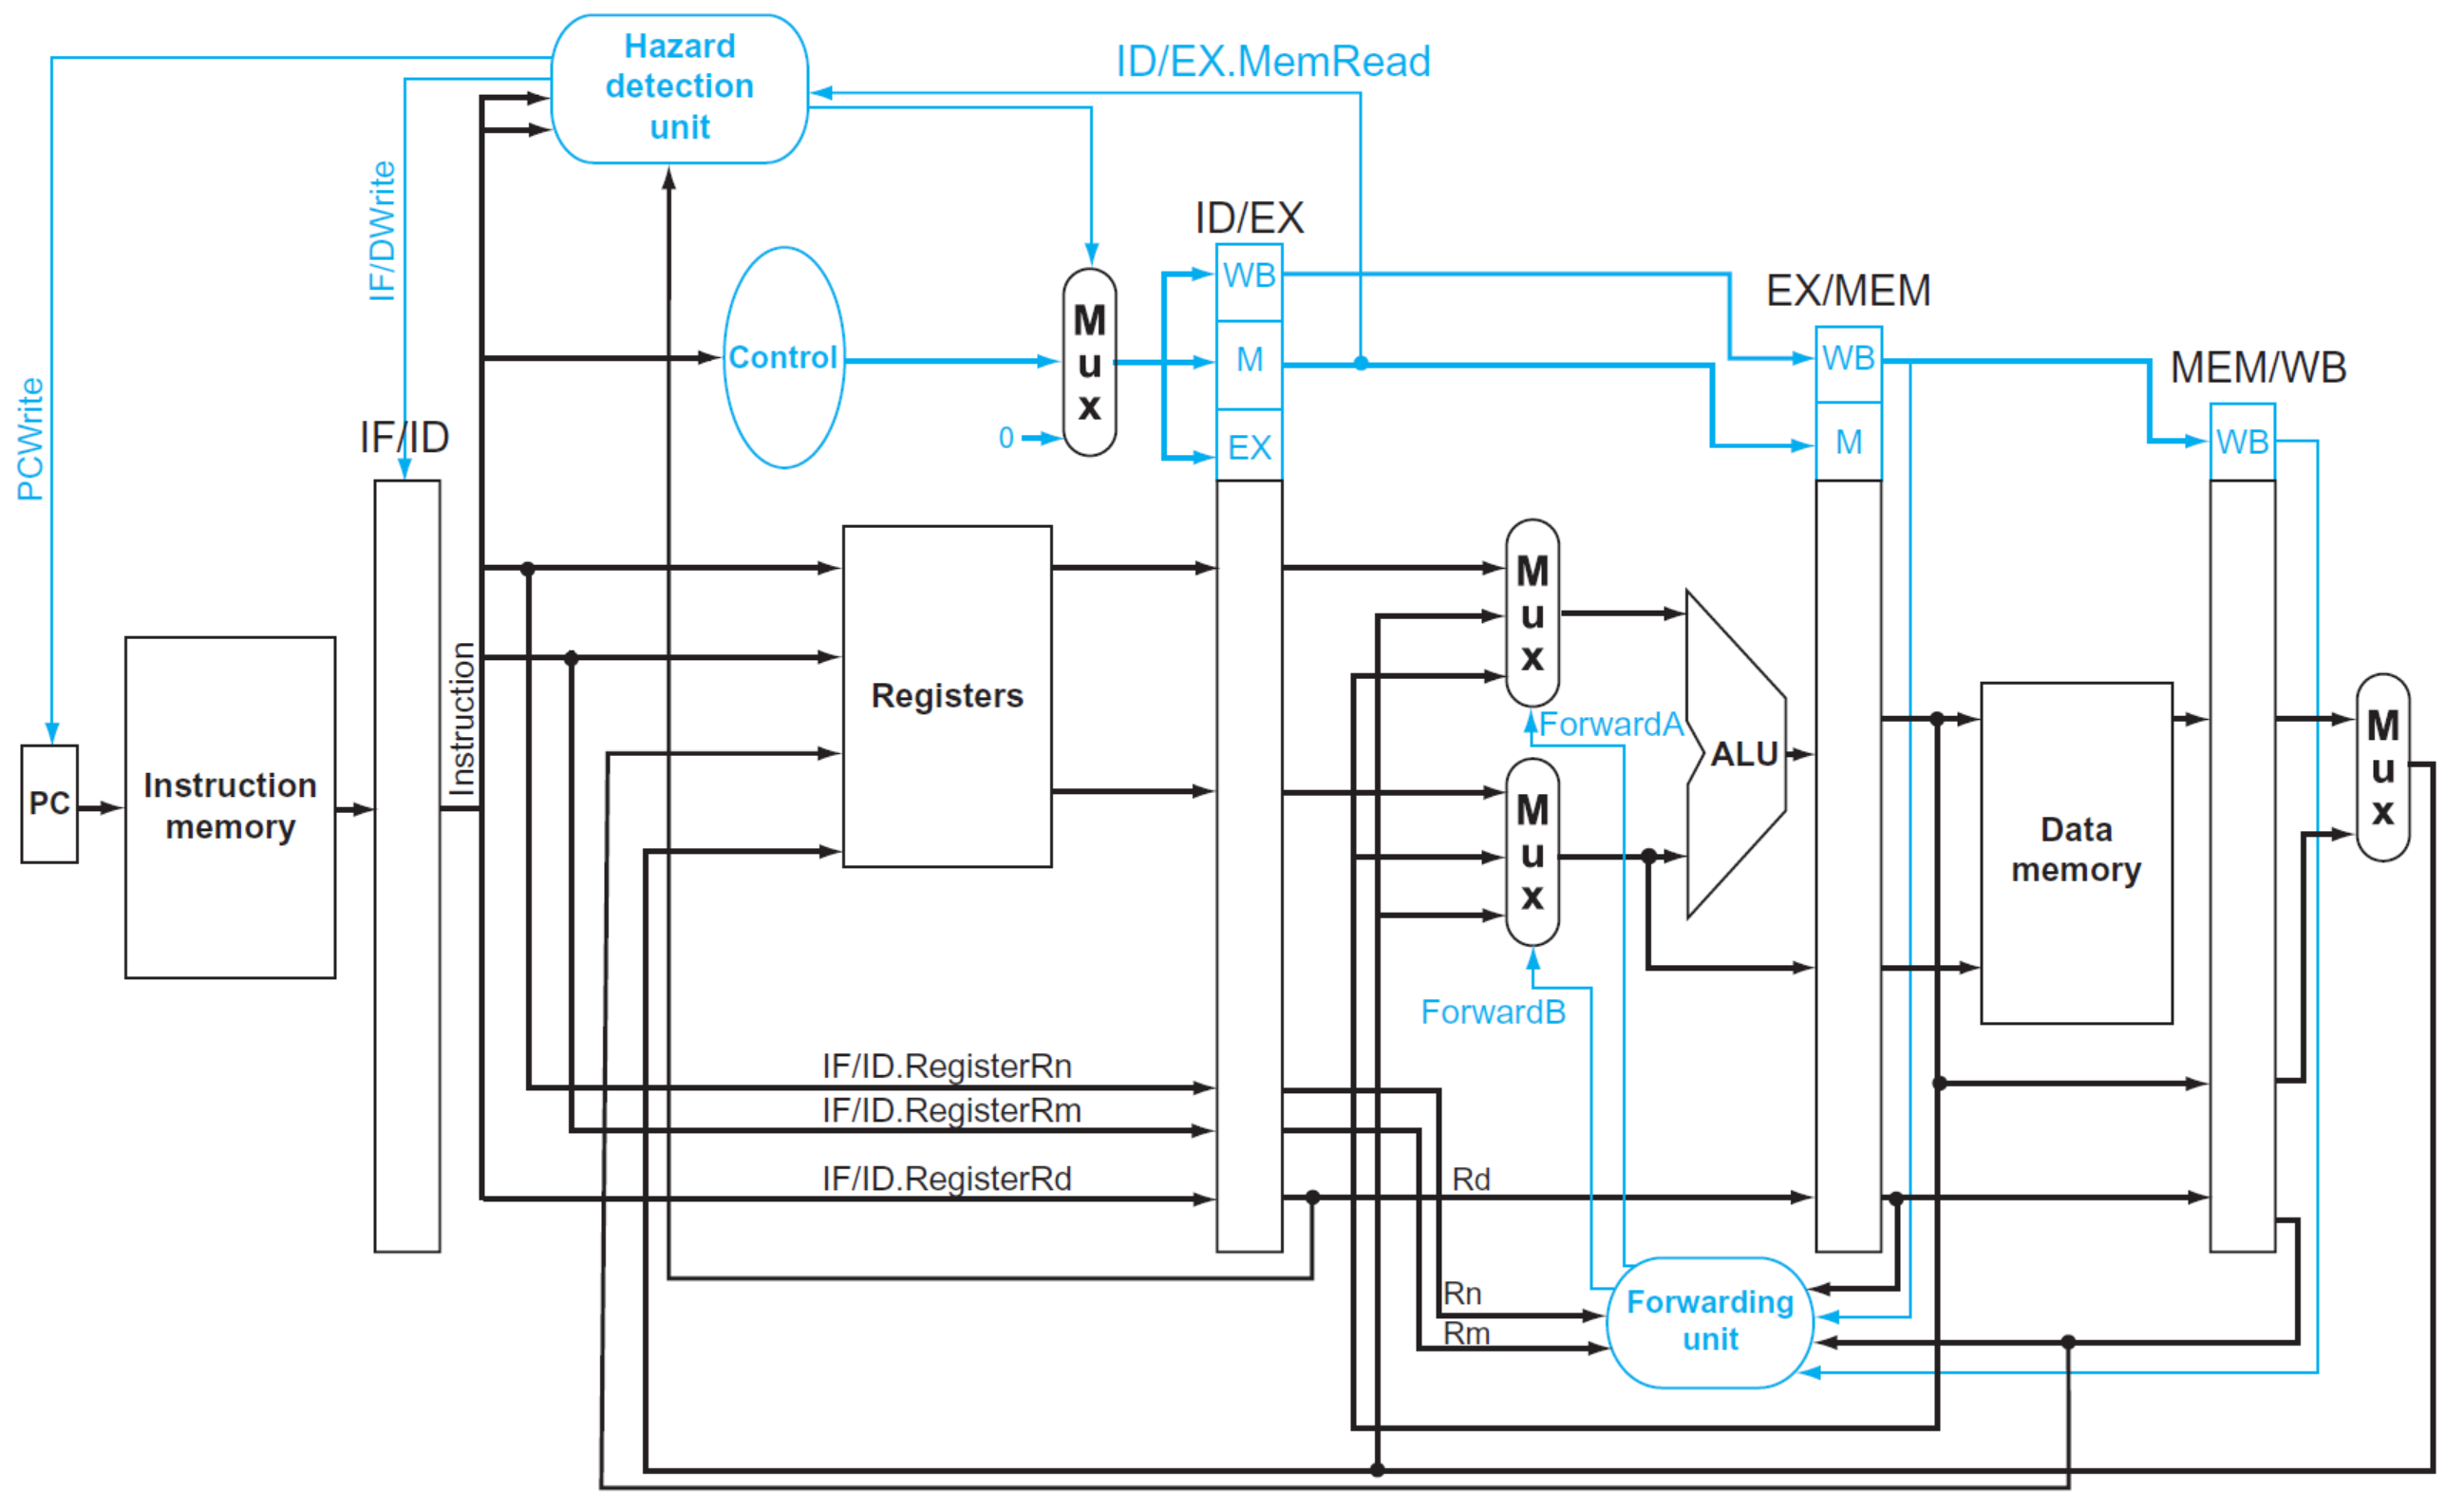 Hazard
detection
unit
ID/EX.MemRead
IF/DWrite
PCWrite
ID/EX
EX/MEM
MEM/WB
IF/ID
Control
0
M
u
x
WB
M
EX
WB
M
WB
PC
Instruction
memory
Instruction
Registers
M
u
x
ForwardA
M
u
x
ForwardB
ALU
Data
memory
M
u
x
IF/ID.RegisterRn
IF/ID.RegisterRm
IF/ID.RegisterRd
Rd
Rn
Rm
Forwarding
unit